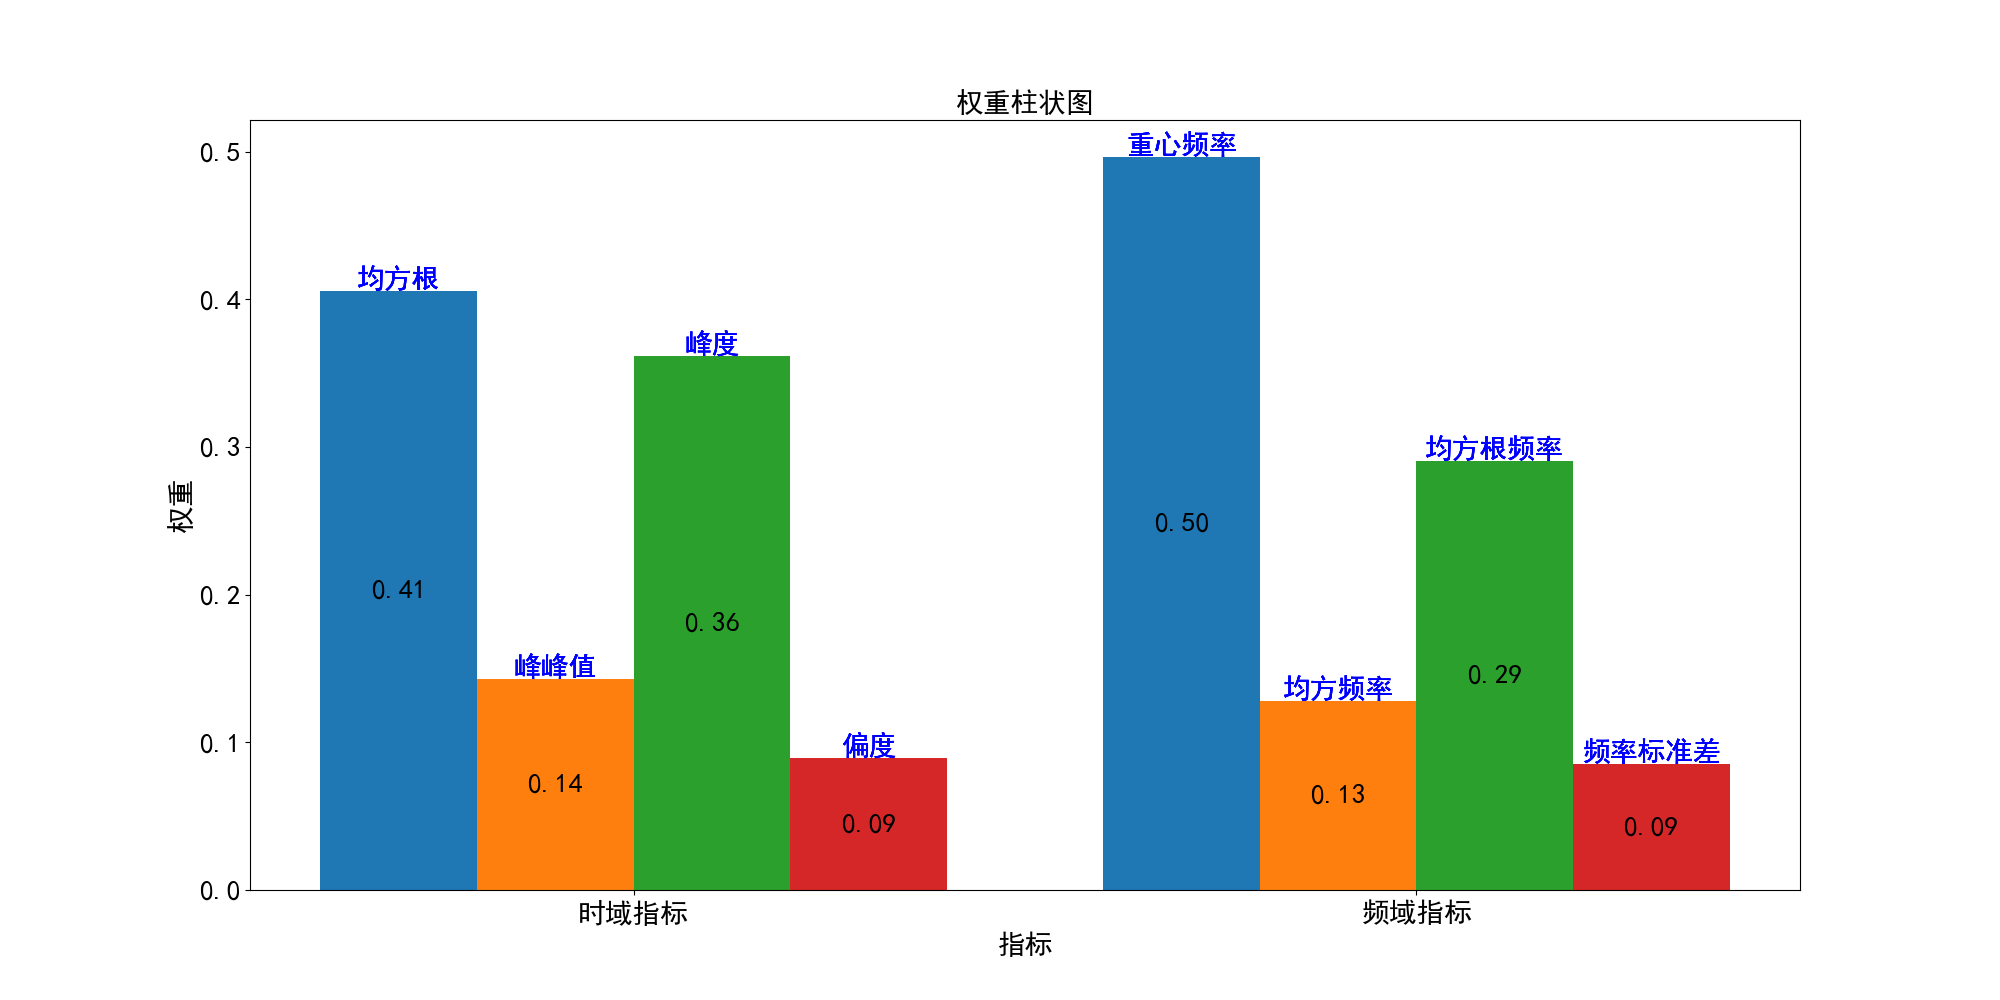 权重柱状图
权重
0.5
0.4
0.3
0.2
0.1
0.0
均方根
0.41
峰峰值
0.14
峰度
0.36
偏度
0.09
重心频率
0.50
均方频率
0.13
均方根频率
0.29
频率标准差
0.09
时域指标
频域指标
指标